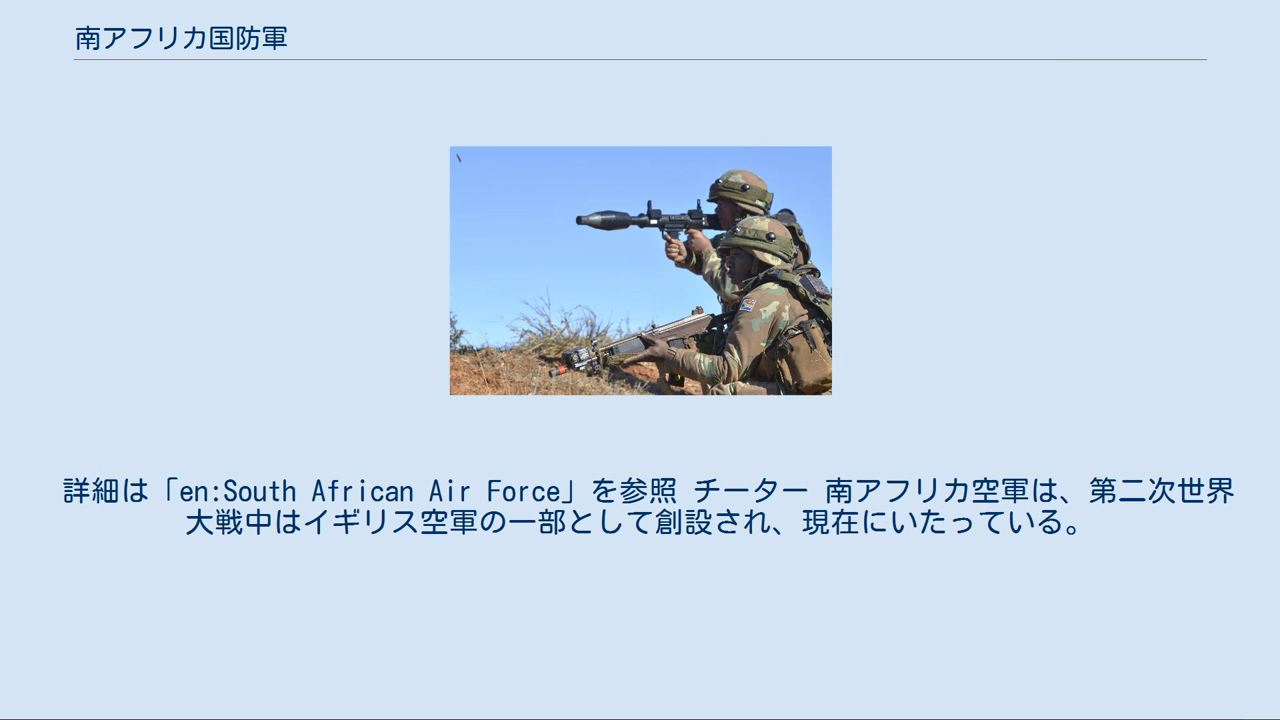 南アフリカ国防軍
詳細は「en:South African Air Force」を参照 チーター 南アフリカ空軍は、第二次世界
大戦中はイギリス空軍の一部として創設され、現在にいたっている。